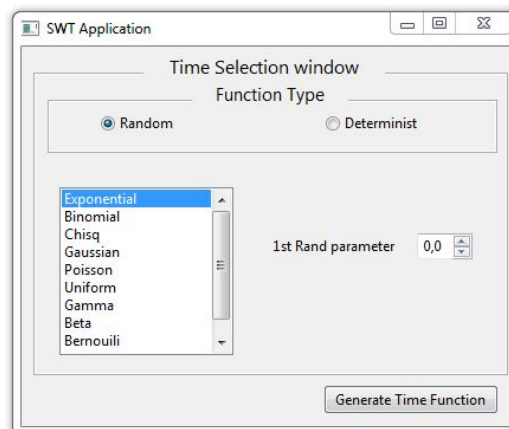 SWT Application
Time Selection window
Function Type
Random
Determinist
Exponential
Binomial
Chisq
Gaussian
Poisson
Uniform
Gamma
Beta
Bernouili
1st Rand parameter
0,0
Generate Time Function